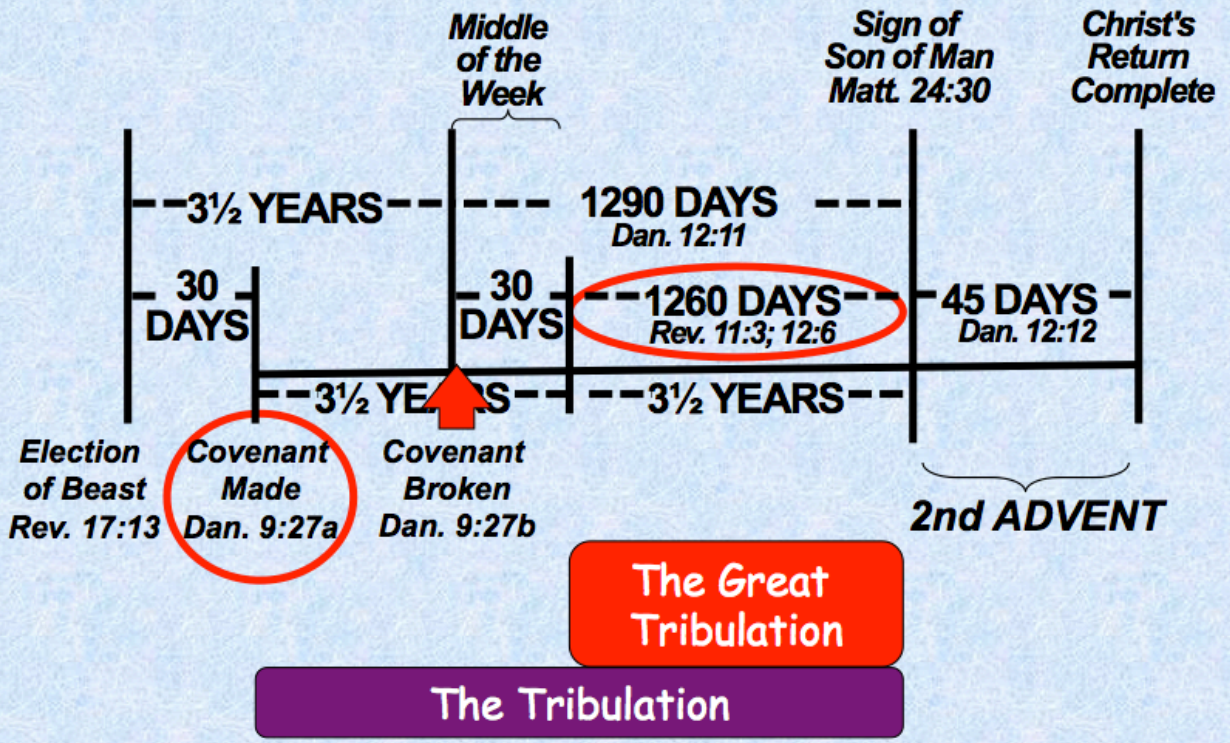 Middle
of the
Week
Sign of
Son of Man
Matt. 24:30
Christ's
Return
Complete
3½ YEARS
1290 DAYS
Dan. 12:11
30
DAYS
30
DAYS
1260 DAYS
Rev. 11:3; 12:6
45 DAYS
Dan. 12:12
3½ YEARS
3½ YEARS
Election
of Beast
Rev. 17:13
Covenant
Made
Dan. 9:27a
Covenant
Broken
Dan. 9:27b
2nd ADVENT
The Great
Tribulation
The Tribulation